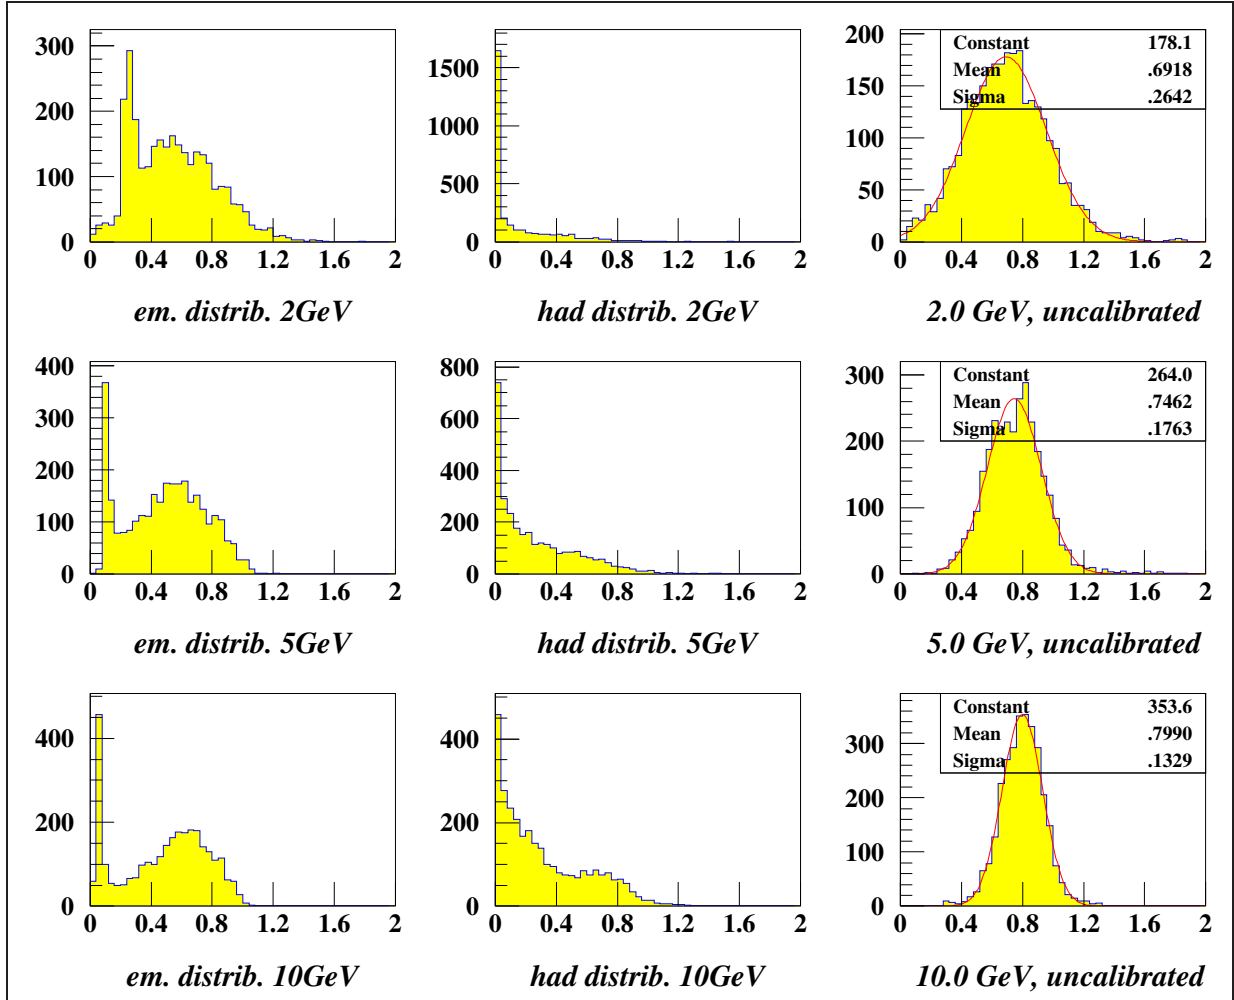 300
200
100
0
0 0.4 0.8 1.2 1.6 2
em. distrib. 2GeV
1500
1000
500
0
0 0.4 0.8 1.2 1.6 2
had distrib. 2GeV
200
150
100
50
0
Constant 178.1
Mean .6918
Sigma .2642
0 0.4 0.8 1.2 1.6 2
2.0 GeV, uncalibrated
400
300
200
100
0
0 0.4 0.8 1.2 1.6 2
em. distrib. 5GeV
800
600
400
200
0
0 0.4 0.8 1.2 1.6 2
had distrib. 5GeV
300
200
100
0
Constant 264.0
Mean .7462
Sigma .1763
0 0.4 0.8 1.2 1.6 2
5.0 GeV, uncalibrated
400
200
0
0 0.4 0.8 1.2 1.6 2
em. distrib. 10GeV
400
200
0
0 0.4 0.8 1.2 1.6 2
had distrib. 10GeV
300
200
100
0
Constant 353.6
Mean .7990
Sigma .1329
0 0.4 0.8 1.2 1.6 2
10.0 GeV, uncalibrated